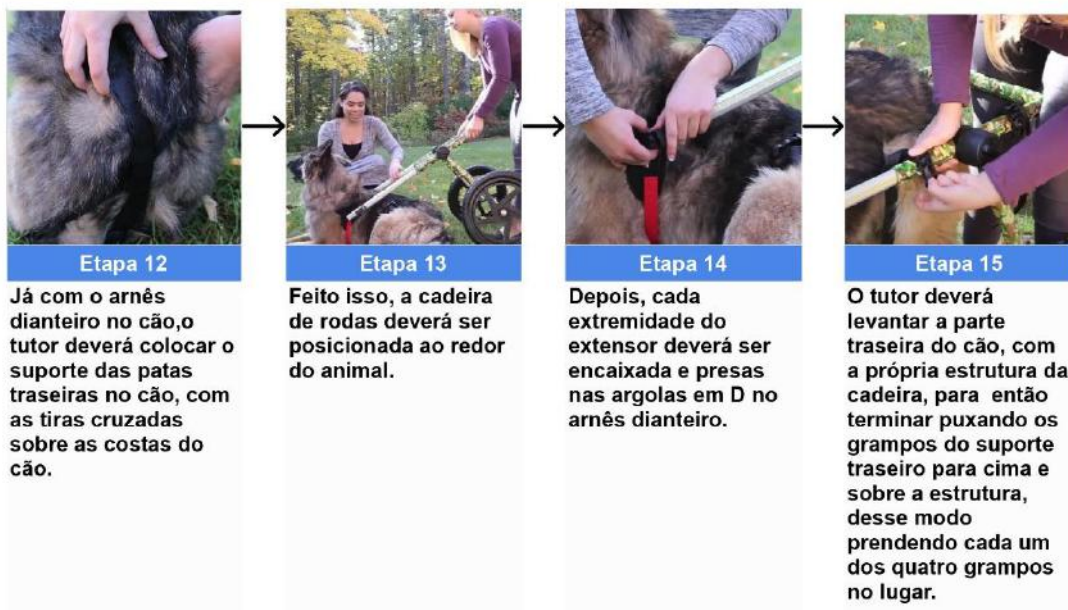 Etapa 12
Já com o arnês
dianteiro no cão,o
tutor deverá colocar o
suporte das patas
traseiras no cão, com
as tiras cruzadas
sobre as costas do
cão.
Etapa 13
Feito isso, a cadeira
de rodas deverá ser
posicionada ao redor
do animal.
Etapa 14
Depois, cada
extremidade do
extensor deverá ser
encaixada e presas
nas argolas em D no
arnês dianteiro.
Etapa 15
O tutor deverá
levantar a parte
traseira do cão, com
a própria estrutura da
cadeira, para então
terminar puxando os
grampos do suporte
traseiro para cima e
sobre a estrutura,
desse modo
prendendo cada um
dos quatro grampos
no lugar.